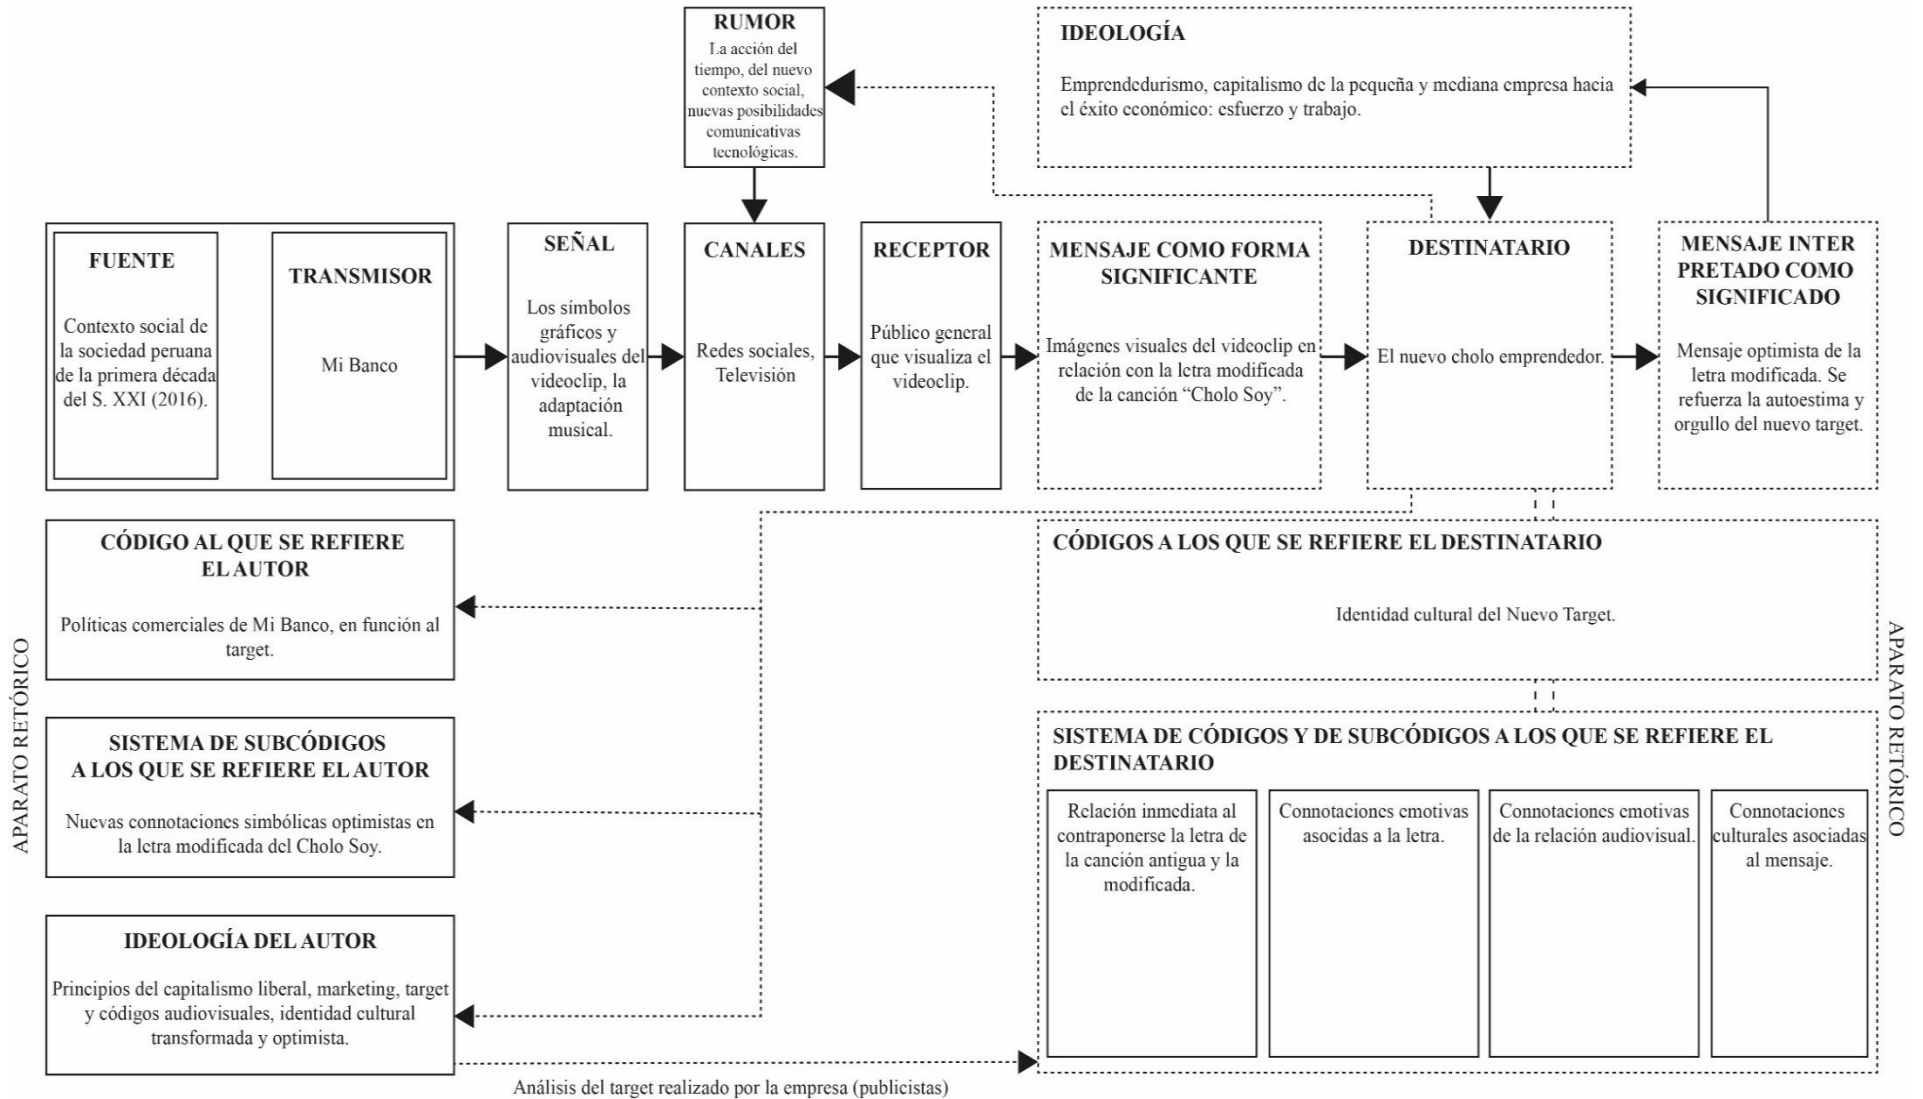 RUMOR
La acción del
tiempo, del nuevo
contexto social,
nuevas posibilidades
comunicativas
tecnológicas.
IDEOLOGÍA
Emprendedurismo, capitalismo de la pequeña y mediana empresa hacia
el éxito económico: esfuerzo y trabajo.
FUENTE
Contexto social de
la sociedad peruana
de la primera década
del S. XXI (2016).
TRANSMISOR
Mi Banco
SEÑAL
Los símbolos
gráficos y
audiovisuales del
videoclip, la
adaptación
musical.
CANALES
Redes sociales,
Televisión
RECEPTOR
Público general
que visualiza el
videoclip.
MENSAJE COMO FORMA
SIGNIFICANTE
Imágenes visuales del videoclip en
relación con la letra modificada
de la canción “Cholo Soy”.
DESTINATARIO
El nuevo cholo emprendedor.
MENSAJE INTER
PRETADO COMO
SIGNIFICADO
Mensaje optimista de la
letra modificada. Se
refuerza la autoestima y
orgullo del nuevo target.
APARATO RETÓRICO
CÓDIGO AL QUE SE REFIERE
EL AUTOR
Políticas comerciales de Mi Banco, en función al
target.
SISTEMA DE SUBCÓDIGOS
A LOS QUE SE REFIERE EL AUTOR
Nuevas connotaciones simbólicas optimistas en
la letra modificada del Cholo Soy.
IDEOLOGÍA DEL AUTOR
Principios del capitalismo liberal, marketing, target
y códigos audiovisuales, identidad cultural
transformada y optimista.
Análisis del target realizado por la empresa (publicistas)
CÓDIGOS A LOS QUE SE REFIERE EL DESTINATARIO
Identidad cultural del Nuevo Target.
SISTEMA DE CÓDIGOS Y DE SUBCÓDIGOS A LOS QUE SE REFIERE EL
DESTINATARIO
Relación inmediata al
contraponerse la letra de
la canción antigua y la
modificada.
Connotaciones emotivas
asocidas a la letra.
Connotaciones emotivas
de la relación audiovisual.
Connotaciones
culturales asociadas
al mensaje.
APARATO RETÓRICO